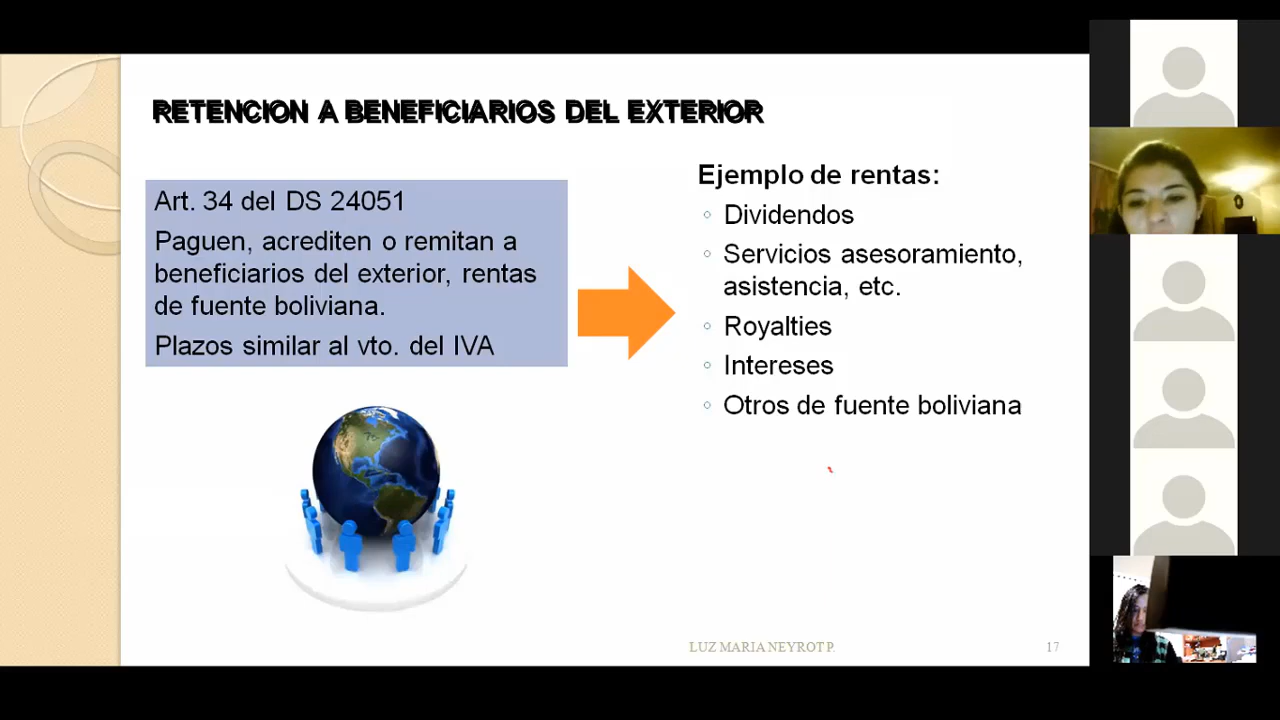 RETENCION A BENEFICIARIOS DEL EXTERIOR
Art. 34 del DS 24051
Paguen, acrediten o remitan a
beneficiarios del exterior, rentas
de fuente boliviana.
Plazos similar al vto. del IVA
Ejemplo de rentas:
Dividendos
Servicios asesoramiento,
asistencia, etc.
Royalties
Intereses
Otros de fuente boliviana
LUZ MARIA NEYROT P.
17